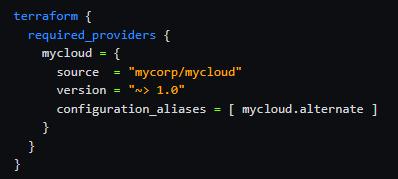 terraform {
  required_providers {
    mycloud = {
      source  = "mycorp/mycloud"
      version = "~> 1.0"
      configuration_aliases = [ mycloud.alternate ]
    }
  }
}